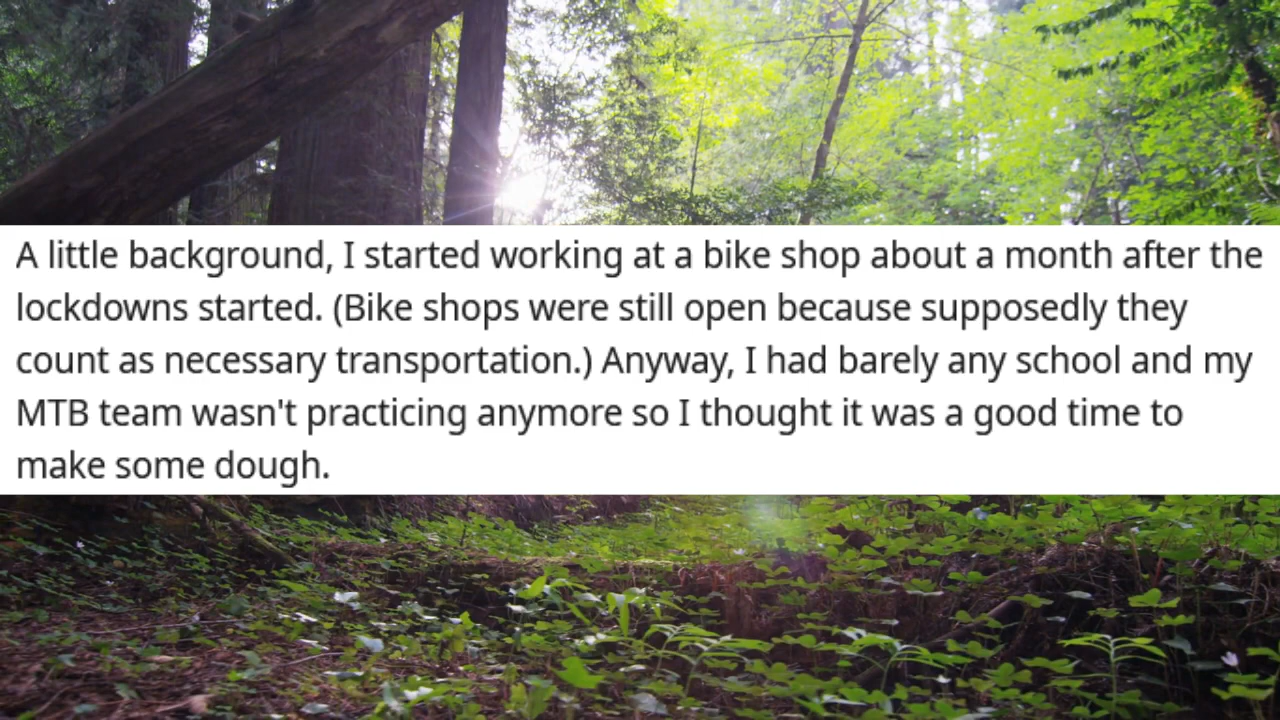 A little background, I started working at a bike shop about a month after the
lockdowns started. (Bike shops were still open because supposedly they
count as necessary transportation.) Anyway, I had barely any school and my
MTB team wasn't practicing anymore so I thought it was a good time to
make some dough.